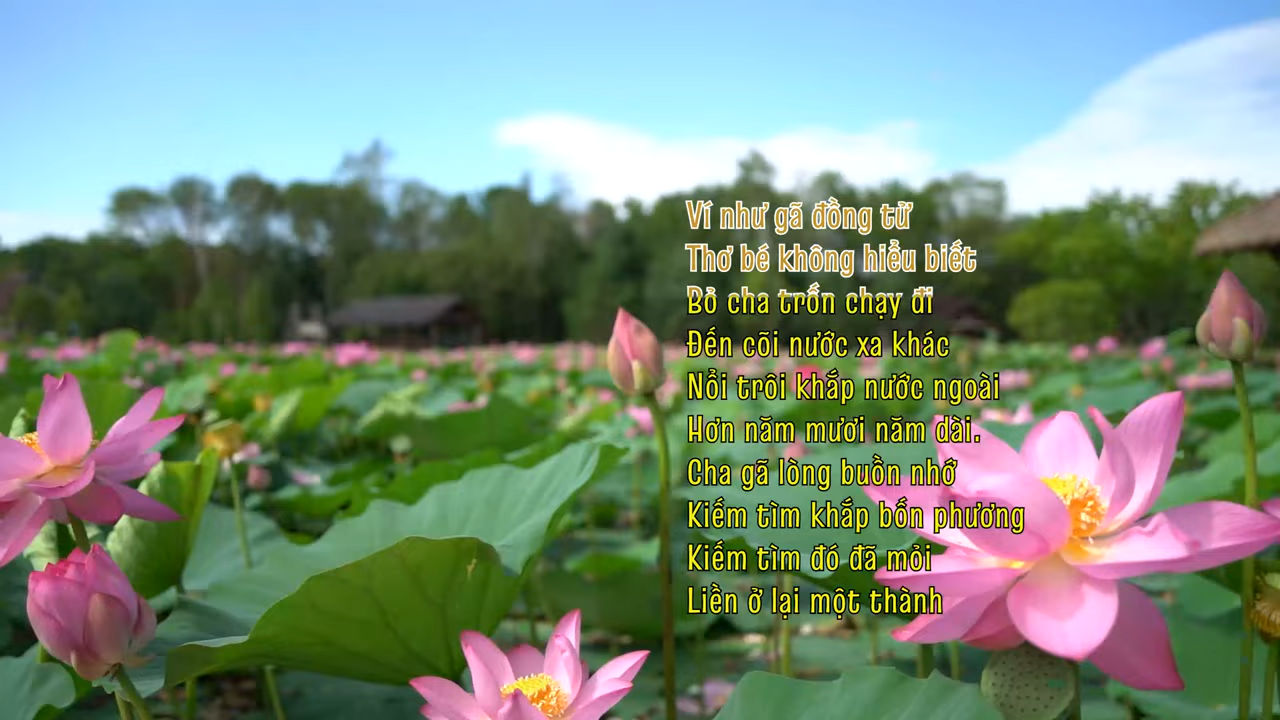 Ví như gã đồng tử
Thơ bé không hiểu biết
Bỏ cha trốn chạy đi
Đến cõi nước xa khác
Nổi trôi khắp nước ngoài
Hơn năm mươi năm dài.
Cha gã lòng buồn nhớ
Kiếm tìm khắp bốn phương
Kiếm tìm đó đã mỏi
Liền ở lại một thành